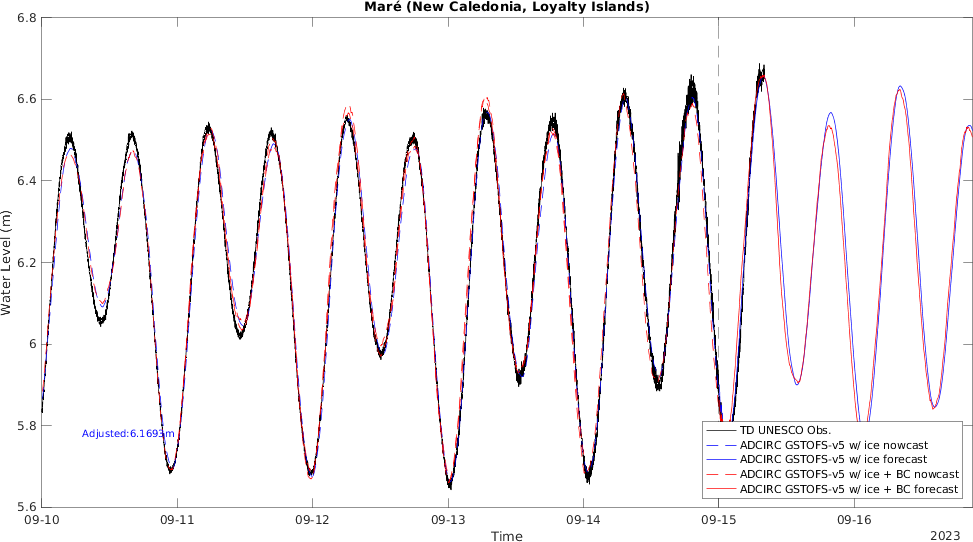 Maré (New Caledonia, Loyalty Islands)
6.8
6.6
6.4
6.2
6
5.8
5.6
Water Level (m)
Adjusted:6.1693m
TD UNESCO Obs.
ADCIRC GSTOFS-v5 w/ ice nowcast
ADCIRC GSTOFS-v5 w/ ice forecast
ADCIRC GSTOFS-v5 w/ ice + BC nowcast
ADCIRC GSTOFS-v5 w/ ice + BC forecast
09-10 09-11 09-12 09-13 09-14 09-15 09-16
Time
2023